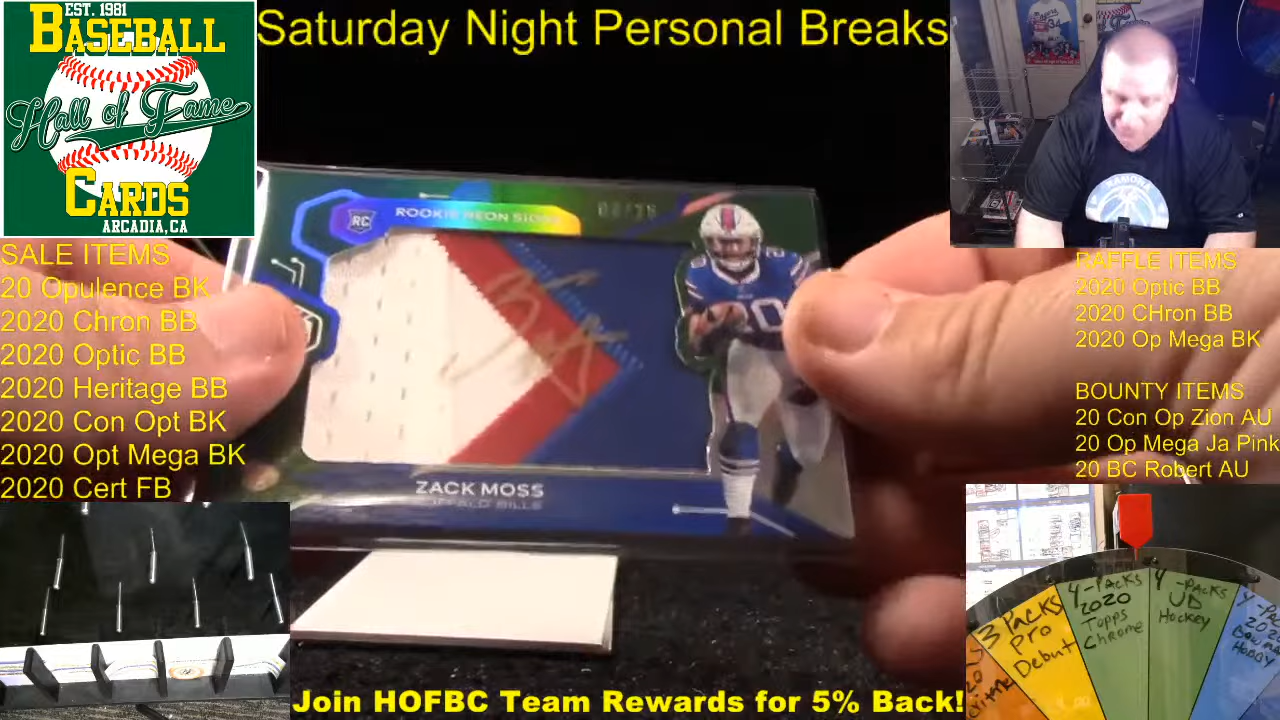 EST. 1981
BASEBALL
Hall of Fame
CARDS
ARCADIA, CA
Saturday Night Personal Breaks
SALE ITEMS
20 Opulence BK
2020 Chron BB
2020 Optic BB
2020 Heritage BB
2020 Con Opt BK
2020 Opt Mega BK
2020 Cert FB
RC
ROOKIE NEON
20
ZACK MOSS
BUFFALO BILLS
RAFFLE ITEMS
2020 Optic BB
2020 CHron BB
2020 Op Mega BK
BOUNTY ITEMS
20 Con Op Zion AU
20 Op Mega Ja Pink
20 BC Robert AU
3 PACKS
PRO
DEBUT
4-PACKS
2020
TOPPS
CHROME
4-PACKS
UD
Hockey
HOBBY
Join HOFBC Team Rewards for 5% Back!